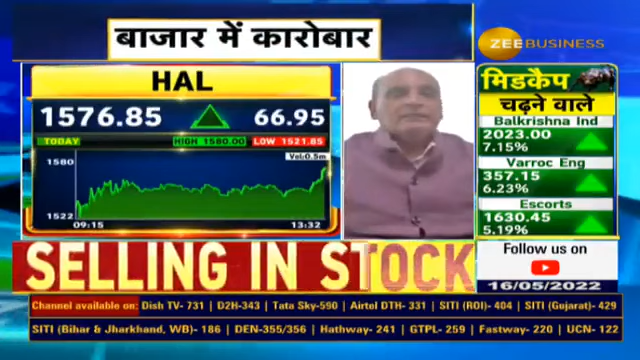 बाजार में कारोबार
ZEE BUSINESS
HAL
1576.85 66.95
TODAY HIGH 1580.00 LOW 1521.85
Vol:0.5m
1580
1522
09:15 13:32
मिडकैप
चढ़ने वाले
Balkrishna Ind
2023.00
7.15%
Varroc Eng
357.15
6.23%
Escorts
1630.45
5.19%
SELLING IN STOCK
Follow us on
16/05/2022
Channel available on: Dish TV- 731 | D2H-343 | Tata Sky-590 | Airtel DTH- 331 | SITI (ROI)- 404 | SITI (Gujarat)- 429
SITI (Bihar & Jharkhand, WB)- 186 | DEN-355/356 | Hathway- 241 | GTPL- 259 | Fastway- 220 | UCN- 122